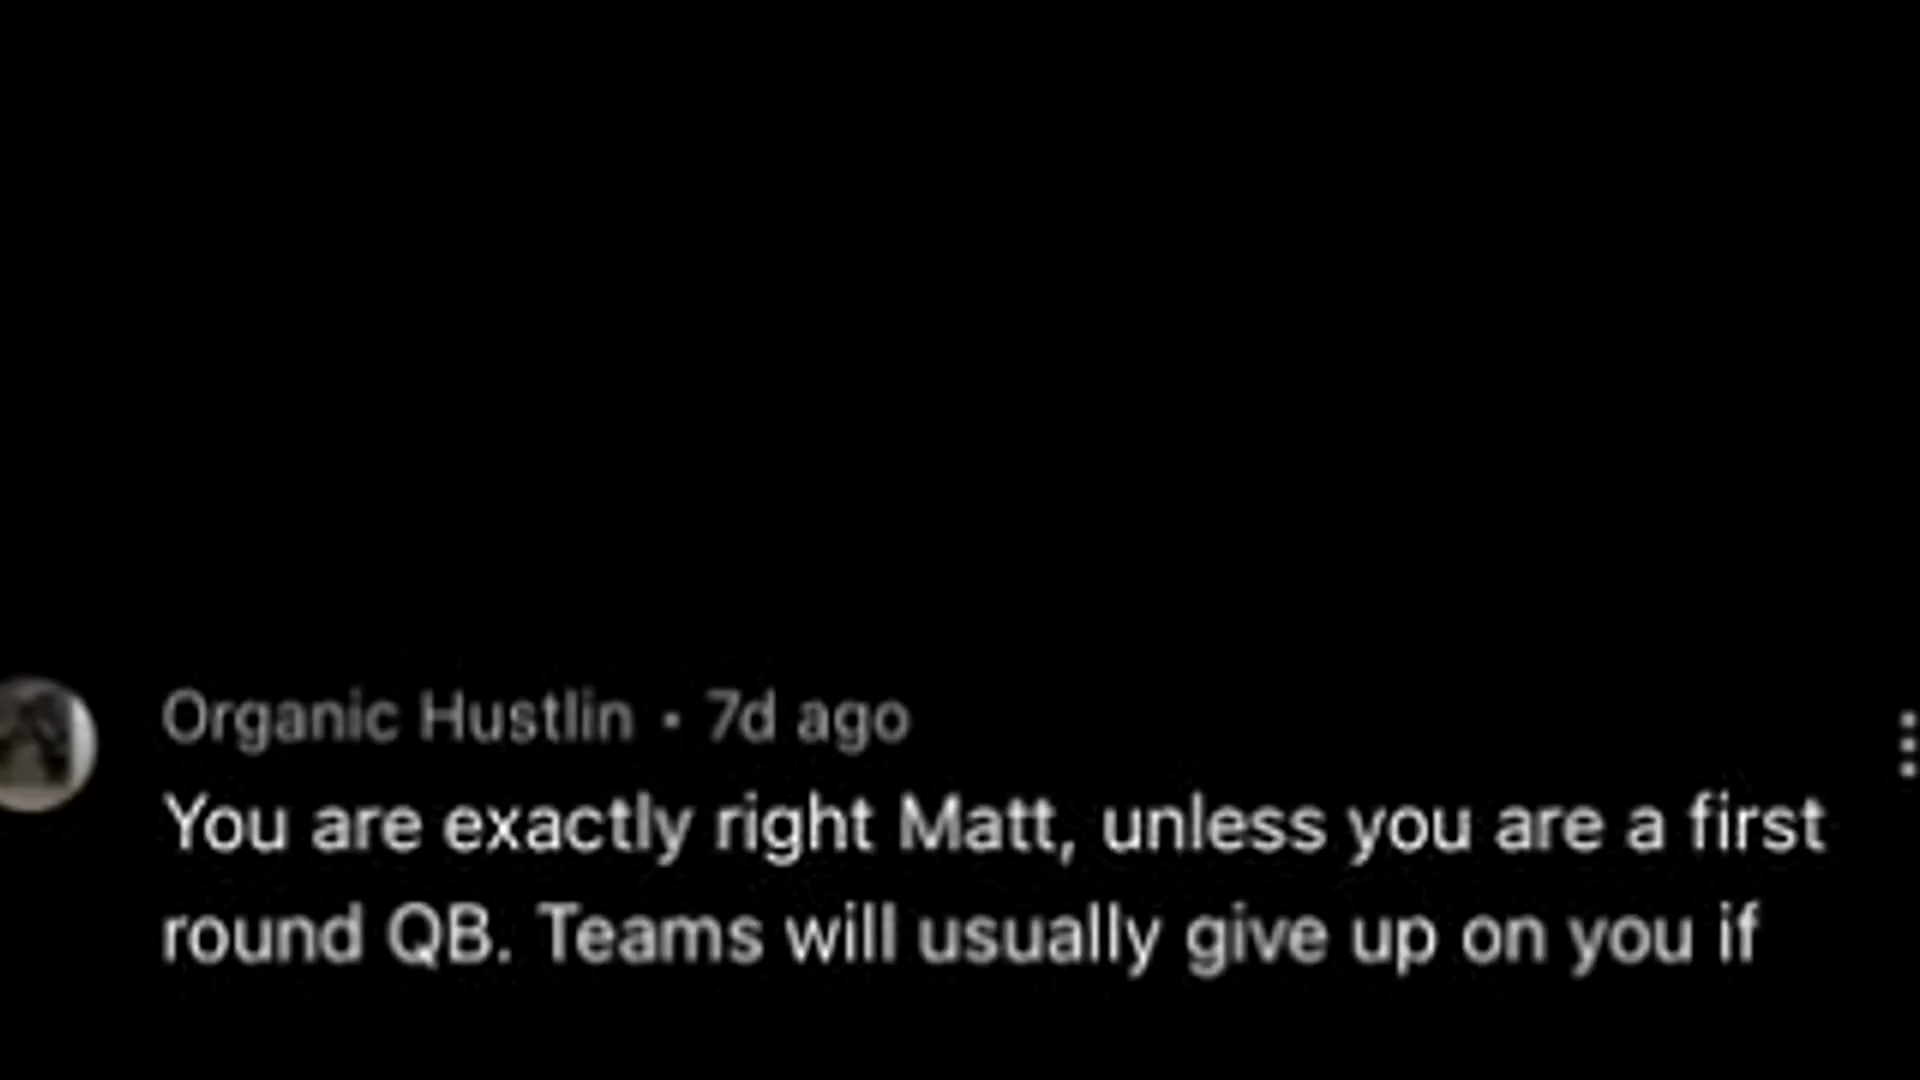 Organic Hustlin • 7d ago
You are exactly right Matt, unless you are a first
round QB. Teams will usually give up on you if